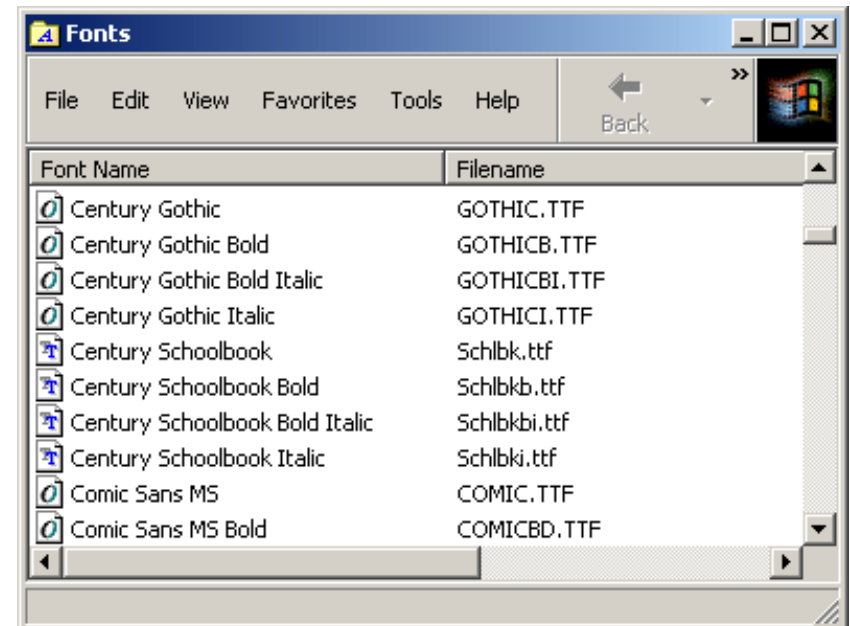 Fonts
File Edit View Favorites Tools Help Back »
Font Name Filename
Century Gothic GOTHIC.TTF
Century Gothic Bold GOTHICB.TTF
Century Gothic Bold Italic GOTHICBI.TTF
Century Gothic Italic GOTHICI.TTF
Century Schoolbook Schlbk.ttf
Century Schoolbook Bold Schlbkb.ttf
Century Schoolbook Bold Italic Schlbkbi.ttf
Century Schoolbook Italic Schlbki.ttf
Comic Sans MS COMIC.TTF
Comic Sans MS Bold COMICBD.TTF